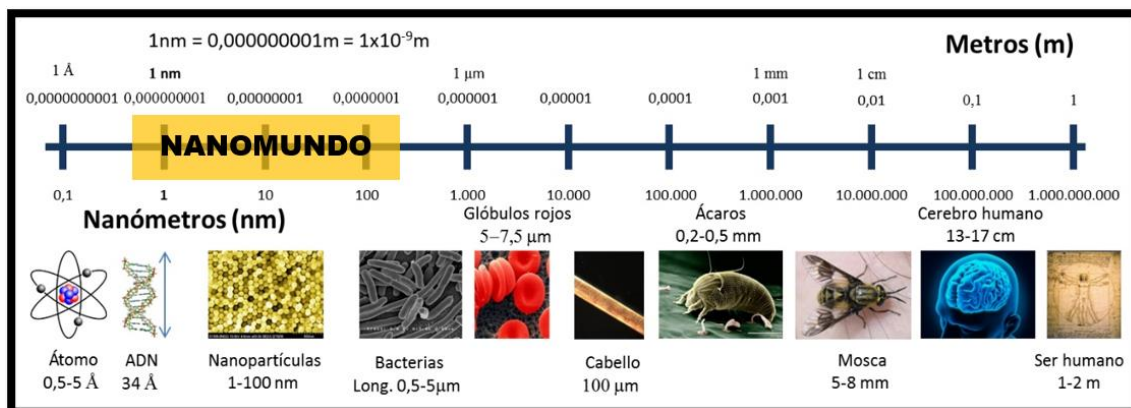 1nm = 0,000000001m = 1x10⁻⁹m
Metros (m)
1 Å 1 nm 1 µm 1 mm 1 cm
0,0000000001 0,000000001 0,00000001 0,0000001 0,000001 0,00001 0,0001 0,001 0,01 0,1 1
NANOMUNDO
0,1 1 10 100 1.000 10.000 100.000 1.000.000 10.000.000 100.000.000 1.000.000.000
Nanómetros (nm)
Glóbulos rojos
5–7,5 µm
Ácaros
0,2-0,5 mm
Cerebro humano
13-17 cm
Átomo
0,5-5 Å
ADN
34 Å
Nanopartículas
1-100 nm
Bacterias
Long. 0,5-5µm
Cabello
100 µm
Mosca
5-8 mm
Ser humano
1-2 m